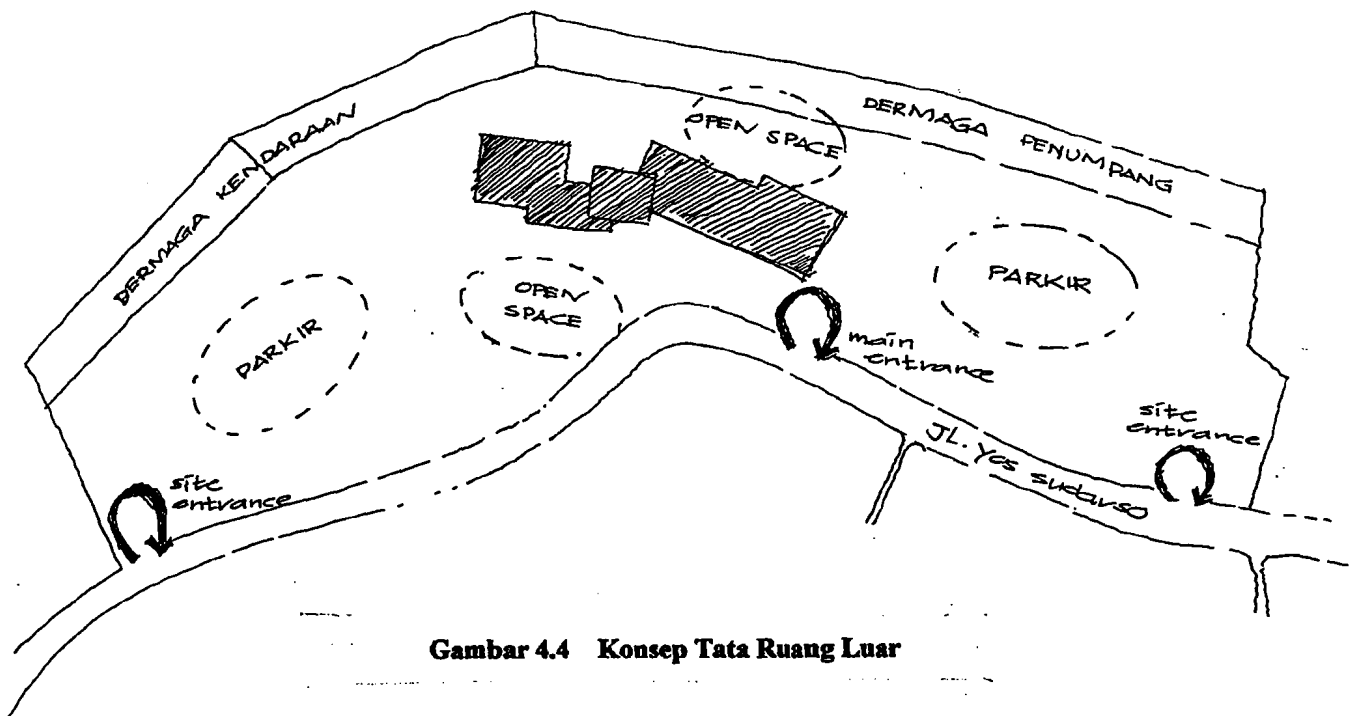 DERMAGA KENDARAAN
DERMAGA PENUMPANG
OPEN SPACE
PARKIR
OPEN
SPACE
PARKIR
main
entrance
site
entrance
site
entrance
JL. Yos sudarso
Gambar 4.4 Konsep Tata Ruang Luar